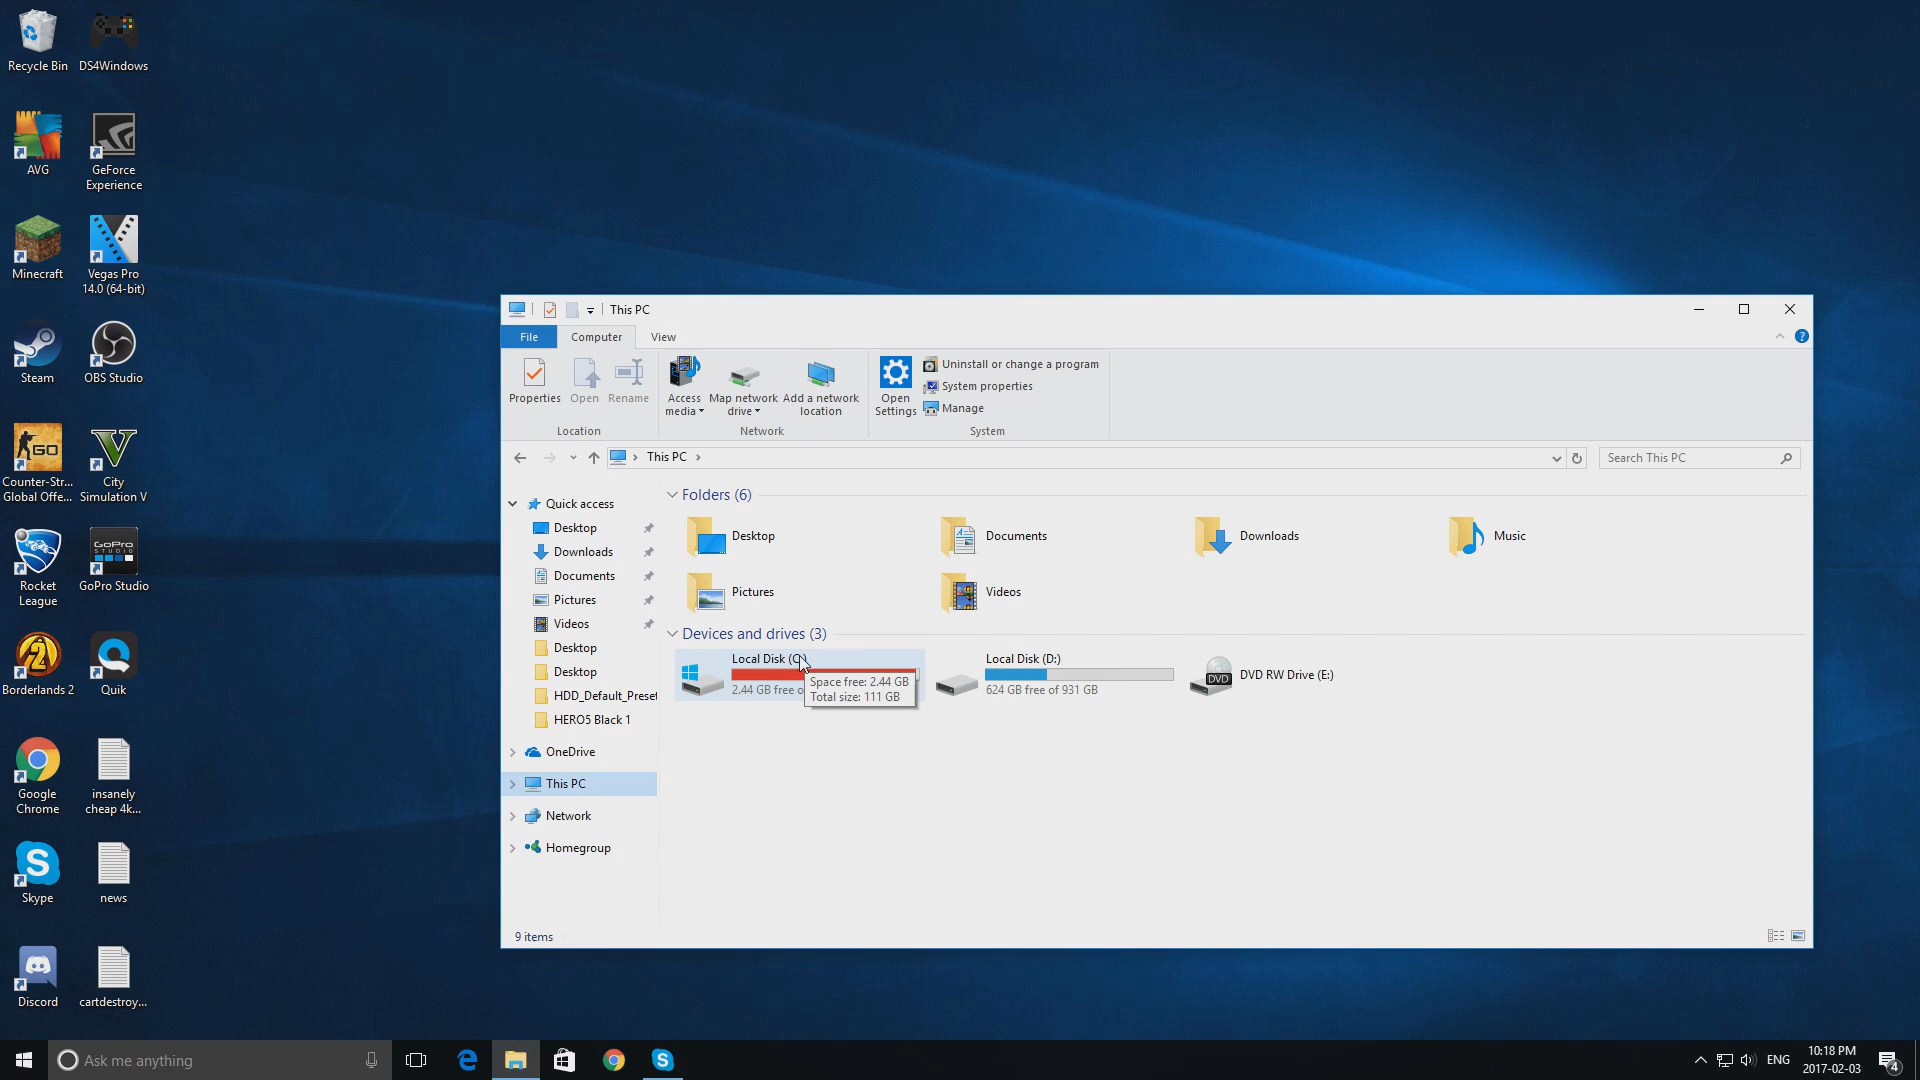 Recycle Bin
DS4Windows
AVG
GeForce
Experience
Minecraft
Vegas Pro
14.0 (64-bit)
Steam
OBS Studio
GO
Counter-Str...
Global Offe...
City
Simulation V
Rocket
League
GoPro
STUDIO
GoPro Studio
Borderlands 2
Quik
Google
Chrome
insanely
cheap 4k...
Skype
news
Discord
cartdestroy...
This PC
File
Computer
View
Properties
Open
Rename
Location
Access
media
Map network
drive
Add a network
location
Network
Open
Settings
Uninstall or change a program
System properties
Manage
System
This PC
Search This PC
Quick access
Desktop
Downloads
Documents
Pictures
Videos
Desktop
Desktop
HDD_Default_Preset
HERO5 Black 1
OneDrive
This PC
Network
Homegroup
Folders (6)
Desktop
Documents
Downloads
Music
Pictures
Videos
Devices and drives (3)
Local Disk (C:)
2.44 GB free o
Space free: 2.44 GB
Total size: 111 GB
Local Disk (D:)
624 GB free of 931 GB
DVD
DVD RW Drive (E:)
9 items
Ask me anything
ENG
10:18 PM
2017-02-03
4